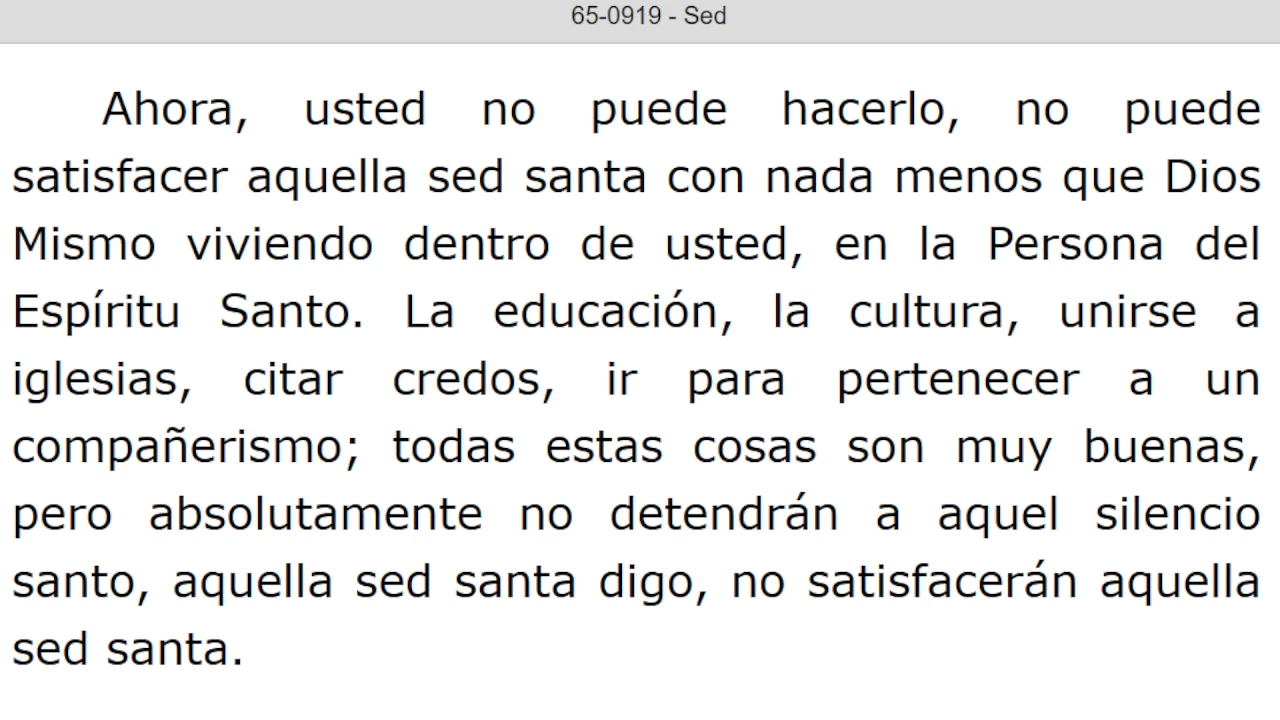 65-0919 - Sed
Ahora, usted no puede hacerlo, no puede
satisfacer aquella sed santa con nada menos que Dios
Mismo viviendo dentro de usted, en la Persona del
Espíritu Santo. La educación, la cultura, unirse a
iglesias, citar credos, ir para pertenecer a un
compañerismo; todas estas cosas son muy buenas,
pero absolutamente no detendrán a aquel silencio
santo, aquella sed santa digo, no satisfacerán aquella
sed santa.